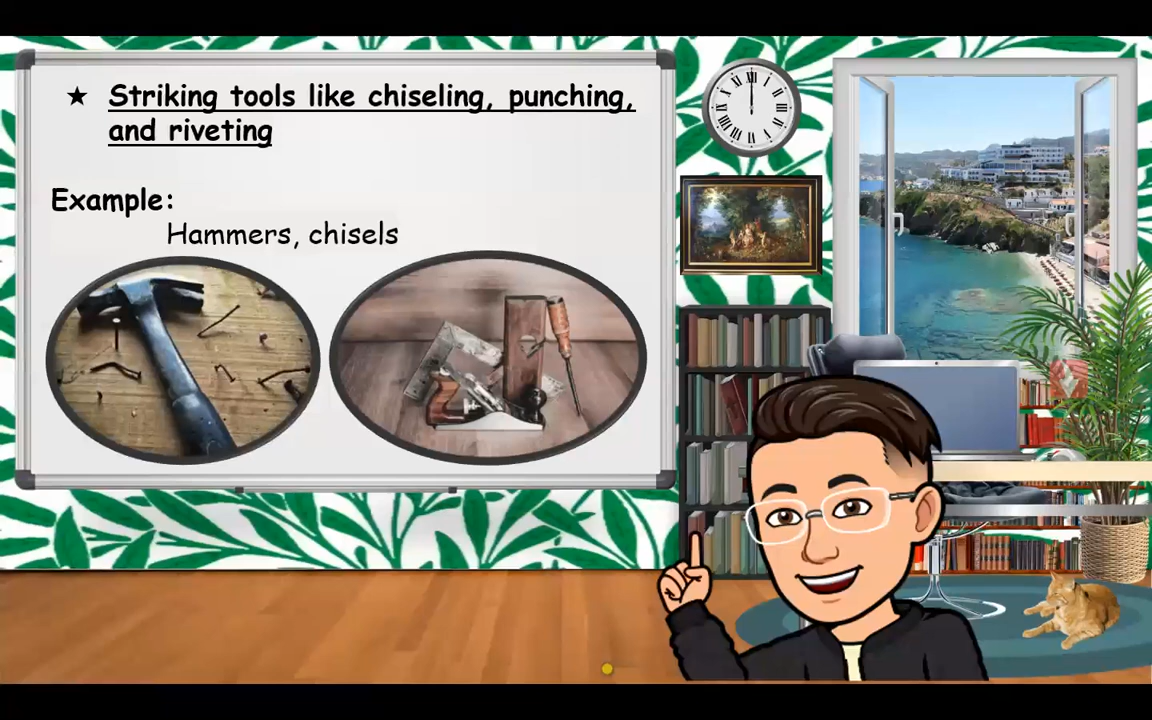 ★ Striking tools like chiseling, punching,
and riveting
Example:
Hammers, chisels